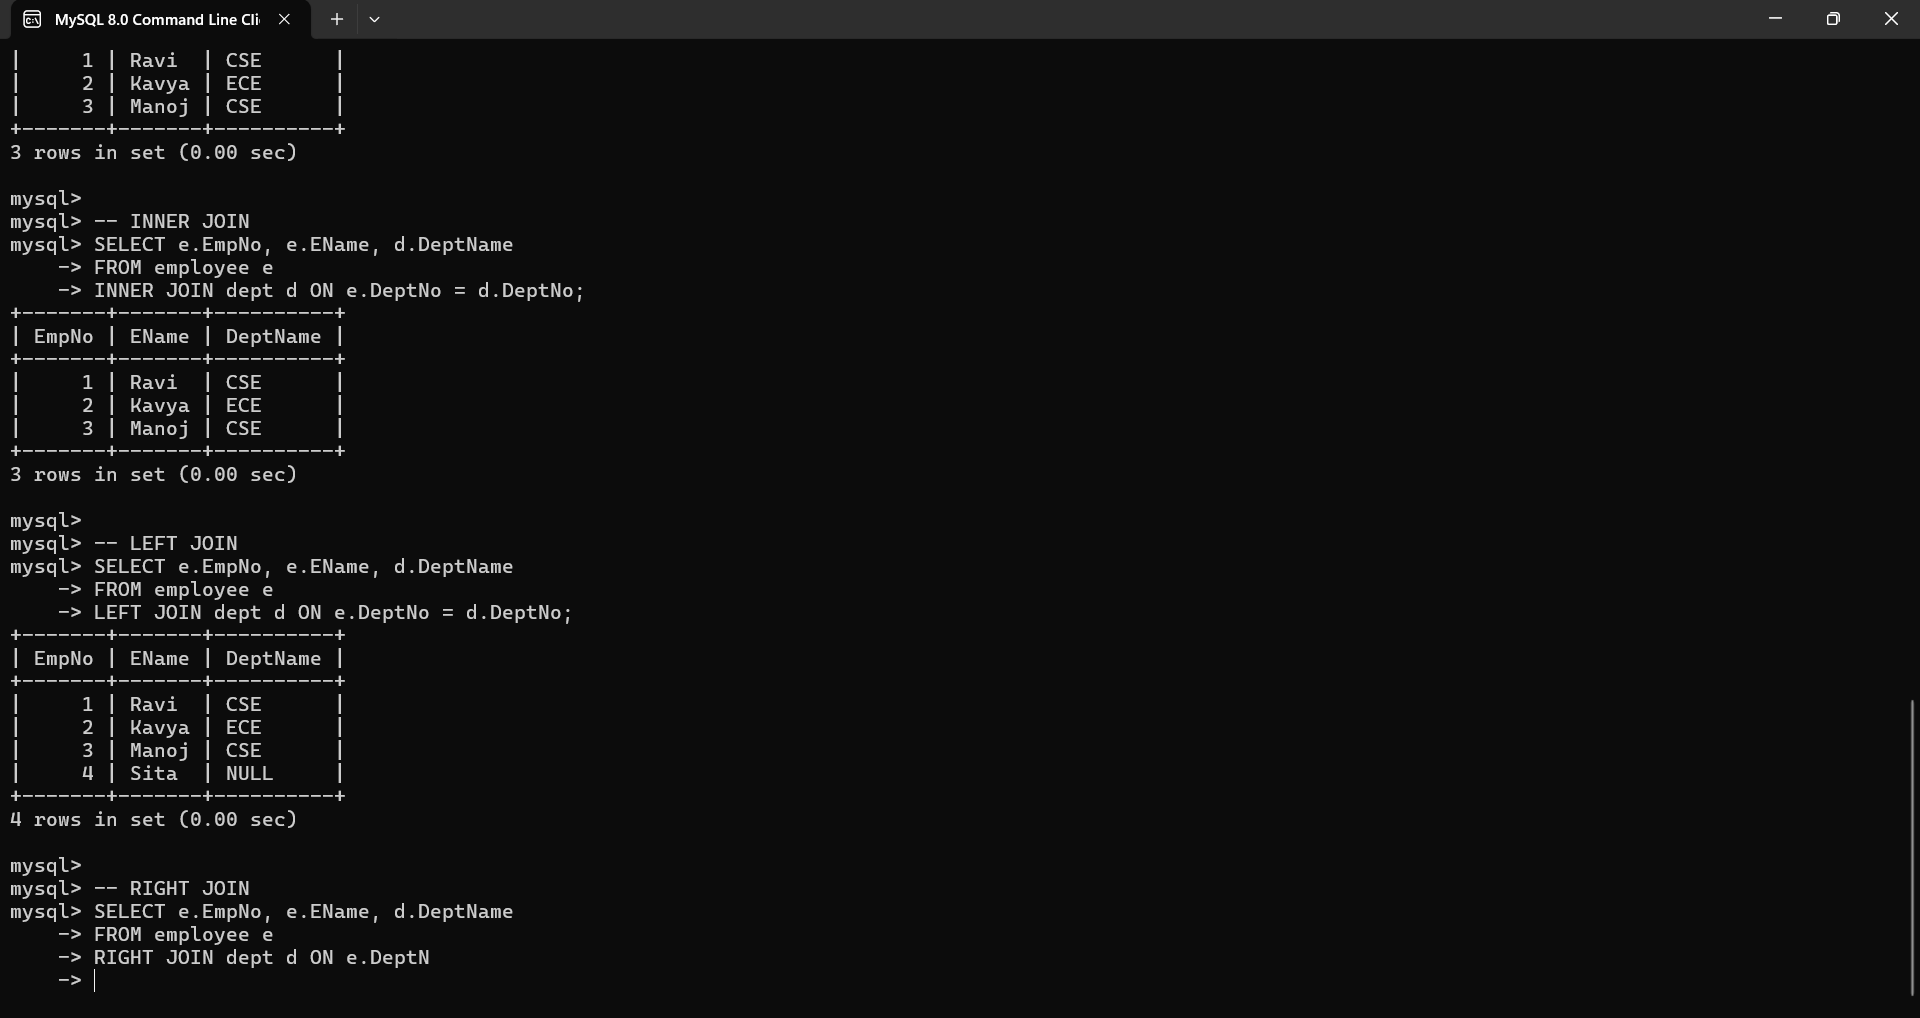 MySQL 8.0 Command Line Cli
|     1 | Ravi  | CSE      |
|     2 | Kavya | ECE      |
|     3 | Manoj | CSE      |
+-------+-------+----------+
3 rows in set (0.00 sec)
mysql>
mysql> -- INNER JOIN
mysql> SELECT e.EmpNo, e.EName, d.DeptName
    -> FROM employee e
    -> INNER JOIN dept d ON e.DeptNo = d.DeptNo;
+-------+-------+----------+
| EmpNo | EName | DeptName |
+-------+-------+----------+
|     1 | Ravi  | CSE      |
|     2 | Kavya | ECE      |
|     3 | Manoj | CSE      |
+-------+-------+----------+
3 rows in set (0.00 sec)
mysql>
mysql> -- LEFT JOIN
mysql> SELECT e.EmpNo, e.EName, d.DeptName
    -> FROM employee e
    -> LEFT JOIN dept d ON e.DeptNo = d.DeptNo;
+-------+-------+----------+
| EmpNo | EName | DeptName |
+-------+-------+----------+
|     1 | Ravi  | CSE      |
|     2 | Kavya | ECE      |
|     3 | Manoj | CSE      |
|     4 | Sita  | NULL     |
+-------+-------+----------+
4 rows in set (0.00 sec)
mysql>
mysql> -- RIGHT JOIN
mysql> SELECT e.EmpNo, e.EName, d.DeptName
    -> FROM employee e
    -> RIGHT JOIN dept d ON e.DeptN
    ->